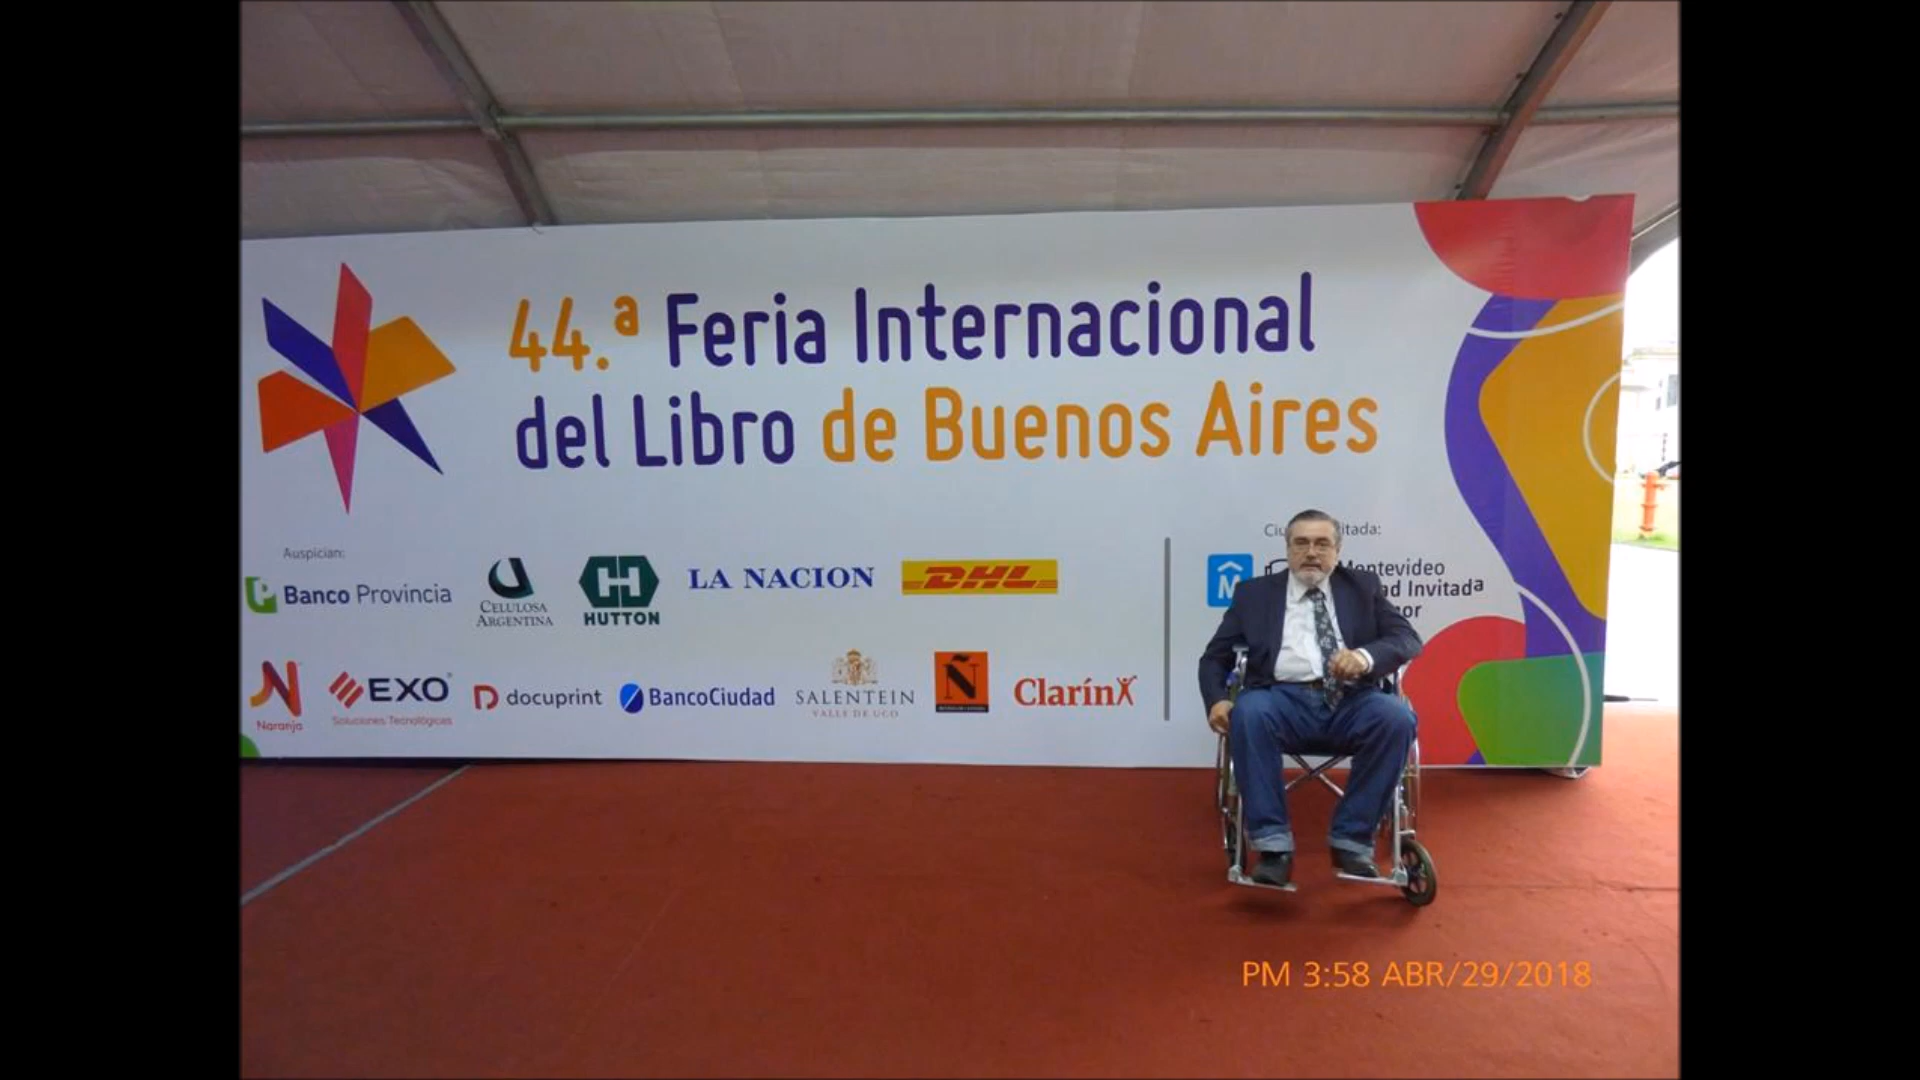 44.ª Feria Internacional
del Libro de Buenos Aires
Auspician:
Banco Provincia
CELULOSA
ARGENTINA
HUTTON
LA NACION
DHL
Naranja
EXO
Soluciones Tecnológicas
docuprint
BancoCiudad
SALENTEIN
VALLE DE UCO
Ñ
Clarín
M
Montevideo
Invitada
PM 3:58 ABR/29/2018